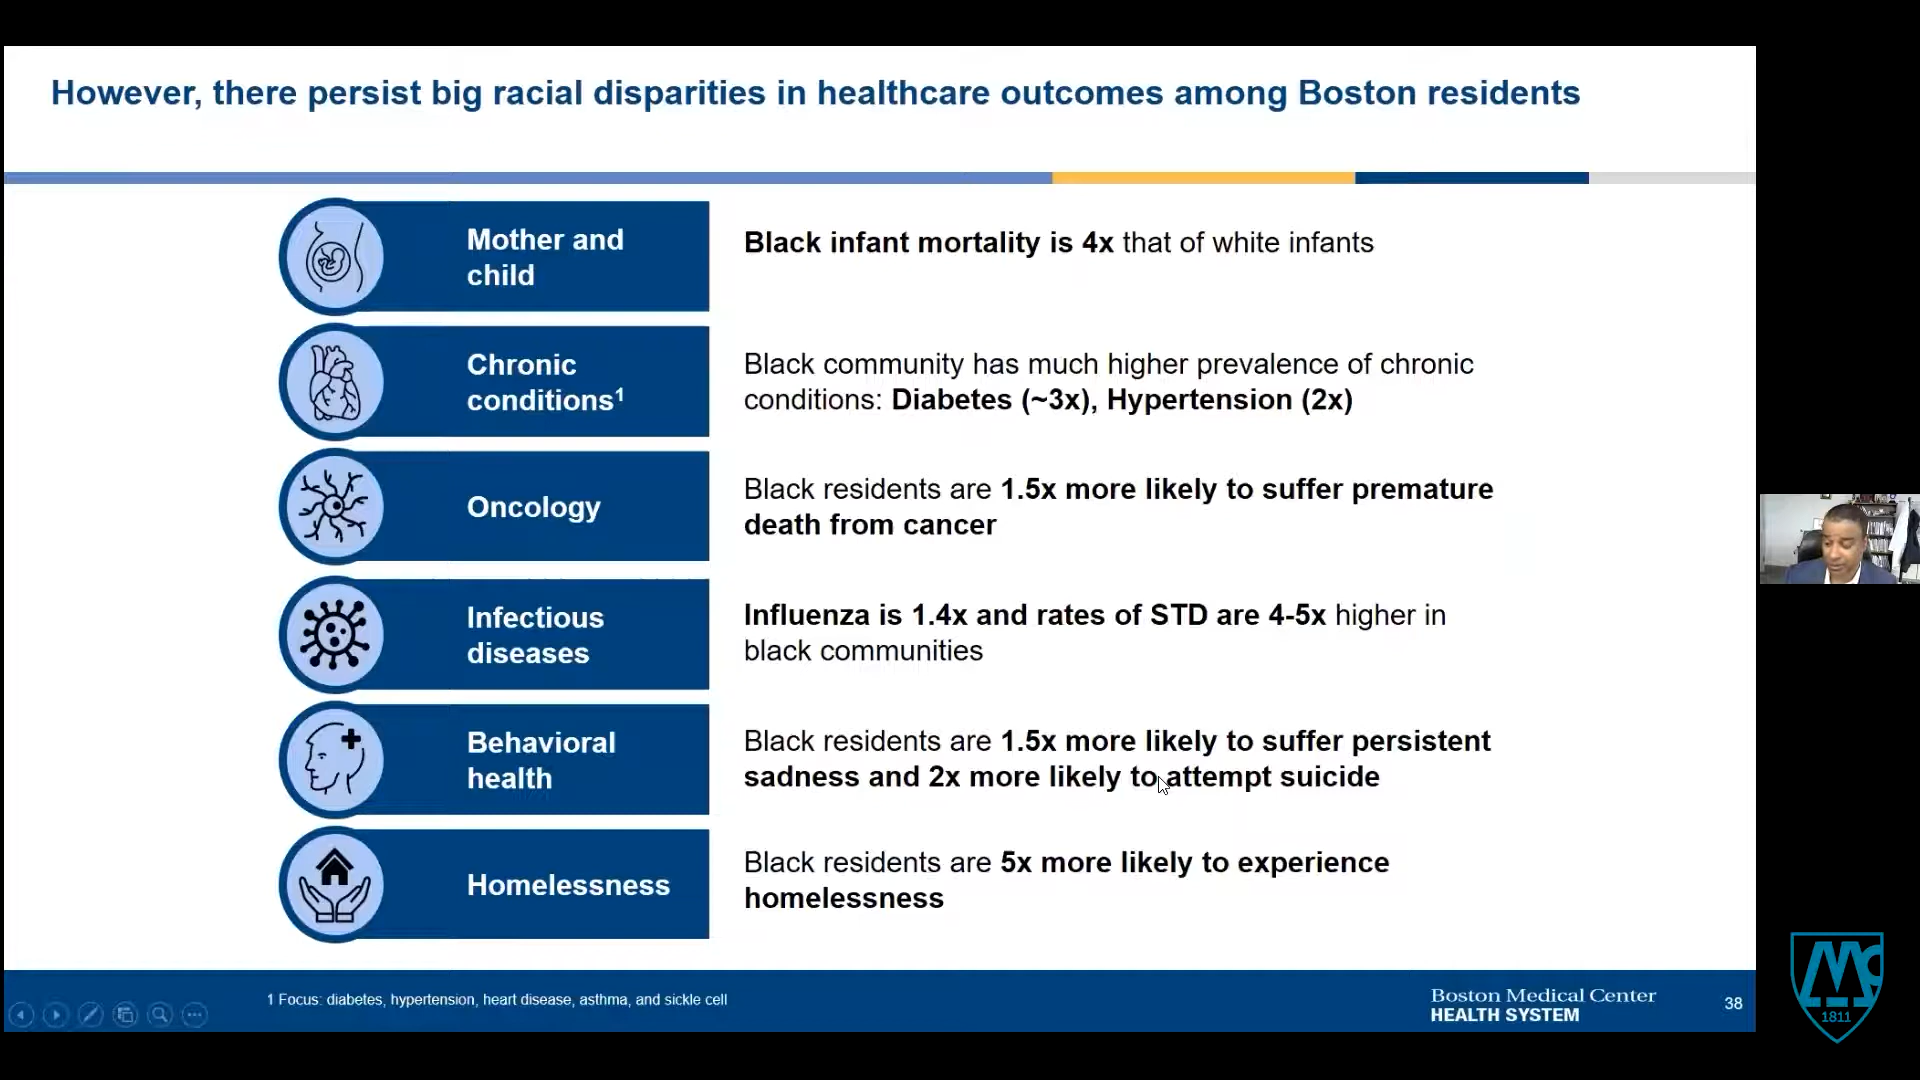 However, there persist big racial disparities in healthcare outcomes among Boston residents
Mother and
child
Black infant mortality is 4x that of white infants
Chronic
conditions¹
Black community has much higher prevalence of chronic
conditions: Diabetes (~3x), Hypertension (2x)
Oncology
Black residents are 1.5x more likely to suffer premature
death from cancer
Infectious
diseases
Influenza is 1.4x and rates of STD are 4-5x higher in
black communities
Behavioral
health
Black residents are 1.5x more likely to suffer persistent
sadness and 2x more likely to attempt suicide
Homelessness
Black residents are 5x more likely to experience
homelessness
1 Focus: diabetes, hypertension, heart disease, asthma, and sickle cell
Boston Medical Center
HEALTH SYSTEM
38
1811